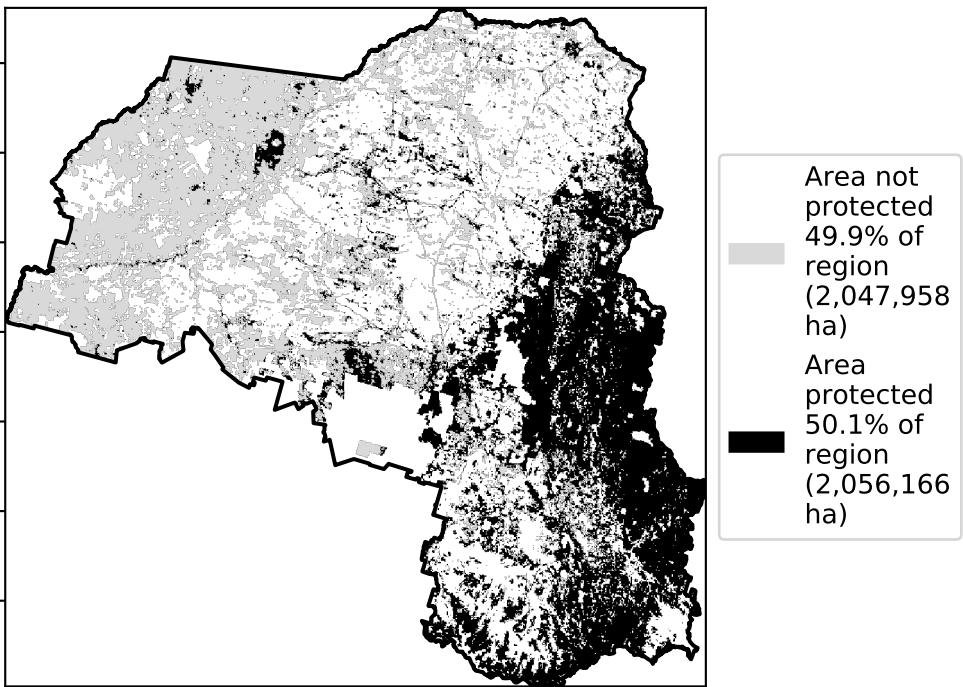 Area not
protected
49.9% of
region
(2,047,958
ha)
Area
protected
50.1% of
region
(2,056,166
ha)